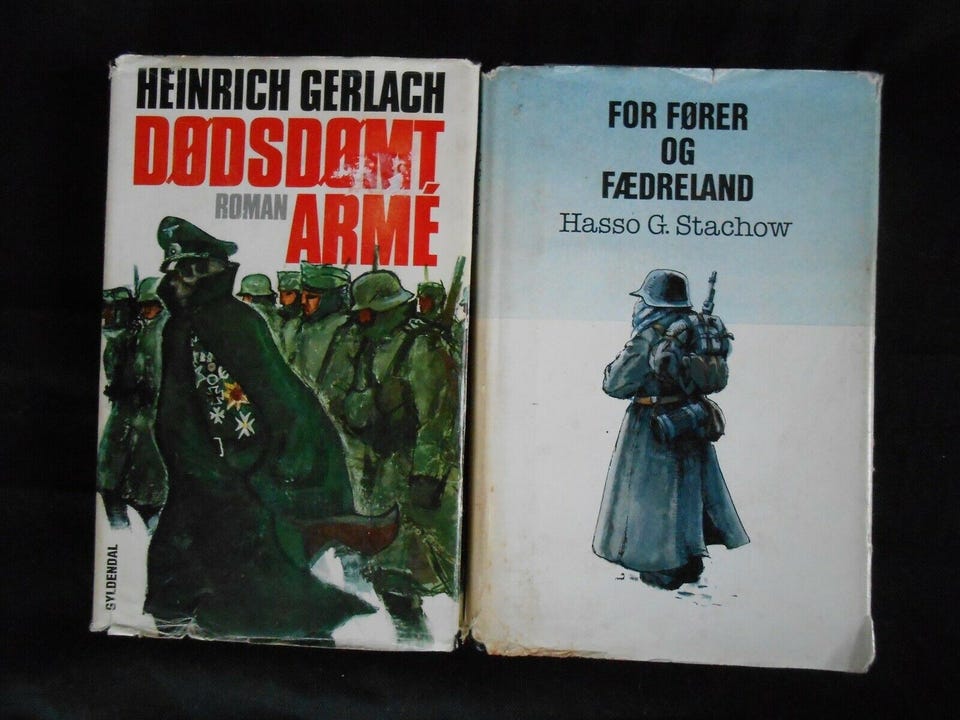 HEINRICH GERLACH
DØDSDØMT
ROMAN
ARMÉ
GYLDENDAL
FOR FØRER
OG
FÆDRELAND
Hasso G. Stachow